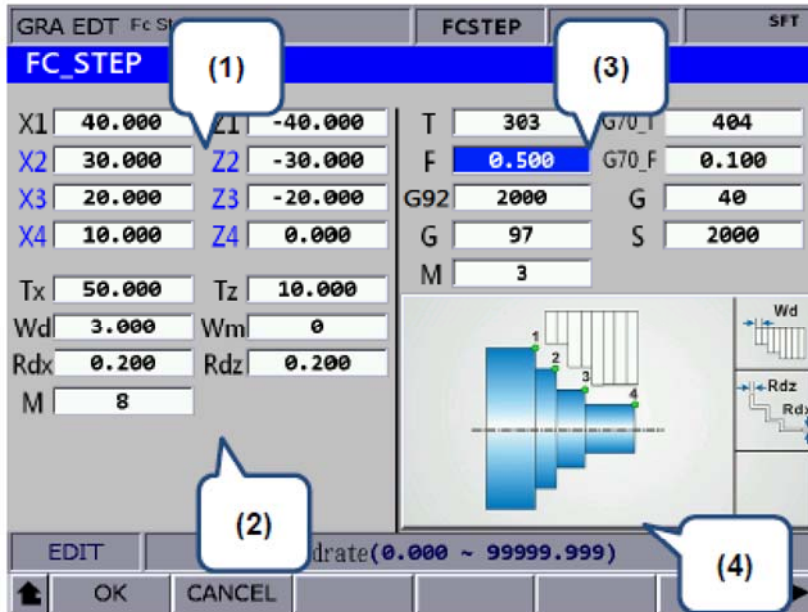 GRA EDT Fc St FCSTEP SFT
FC_STEP
(1)
(3)
X1 40.000 Z1 -40.000 T 303 G70_T 404
X2 30.000 Z2 -30.000 F 0.500 G70_F 0.100
X3 20.000 Z3 -20.000 G92 2000 G 40
X4 10.000 Z4 0.000 G 97 S 2000
M 3
Tx 50.000 Tz 10.000
Wd 3.000 Wm 0
Rdx 0.200 Rdz 0.200
M 8
1
2
3
4
Wd
Rdz
Rdx
(2)
(4)
EDIT drate(0.000 ~ 99999.999)
OK CANCEL